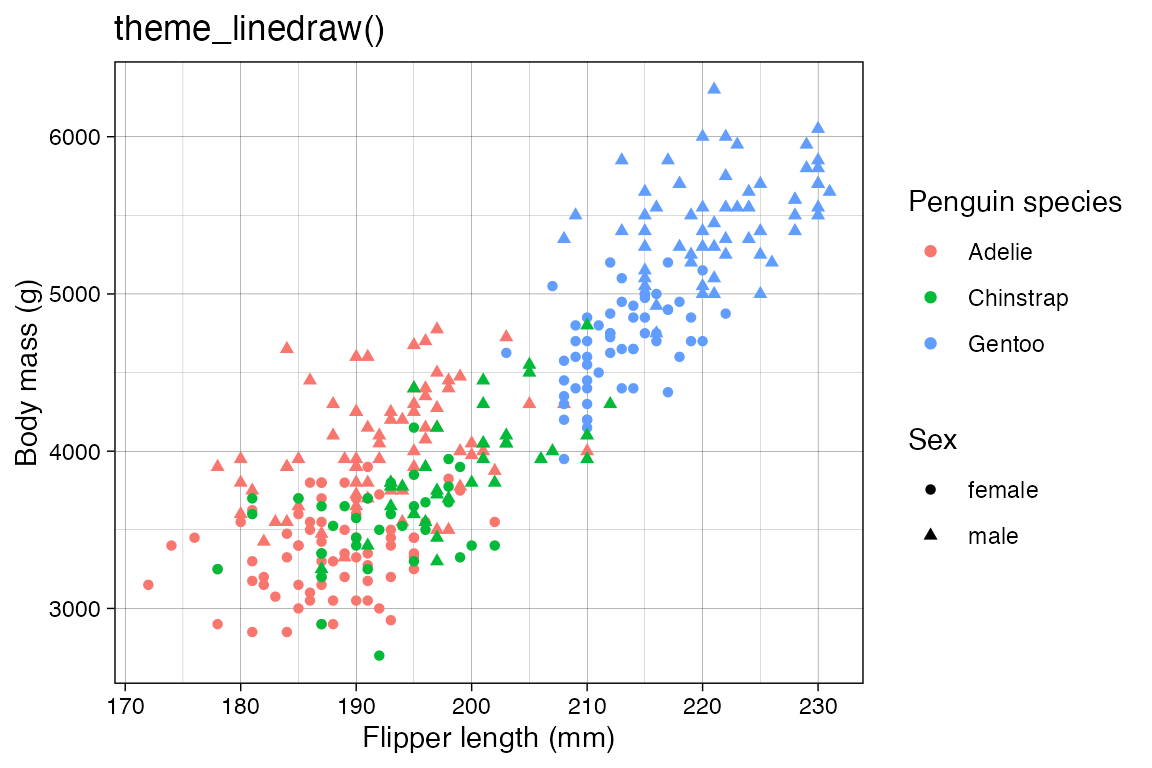 theme_linedraw()
Body mass (g)
6000
5000
4000
3000
170 180 190 200 210 220 230
Flipper length (mm)
Penguin species
Adelie
Chinstrap
Gentoo
Sex
female
male